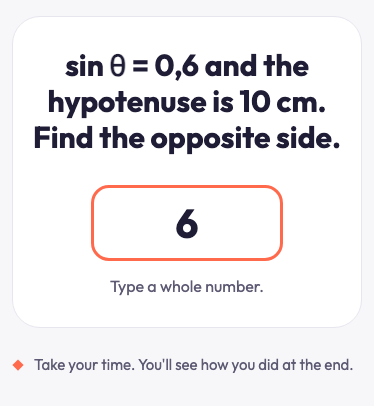 sin θ = 0,6 and the
hypotenuse is 10 cm.
Find the opposite side.
6
Type a whole number.
Take your time. You'll see how you did at the end.